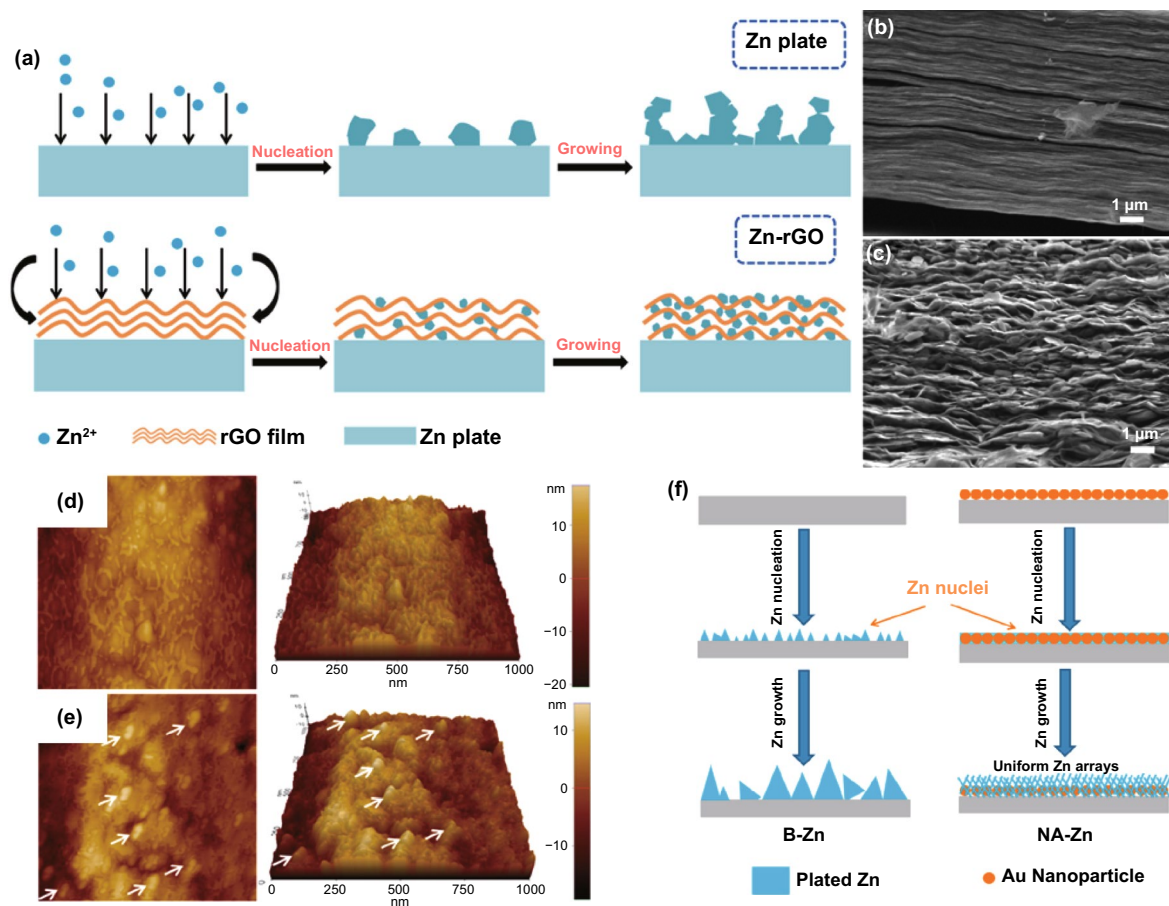 (a)
Zn plate
Nucleation
Growing
Zn-rGO
Nucleation
Growing
Zn²⁺
rGO film
Zn plate
(b)
1 µm
(c)
1 µm
(d)
0 250 500 750 1000
nm
nm
10
0
−10
−20
(e)
0 250 500 750 1000
nm
nm
10
0
−10
(f)
Zn nucleation
Zn nucleation
Zn nuclei
Zn growth
Zn growth
Uniform Zn arrays
B-Zn
NA-Zn
Plated Zn
Au Nanoparticle